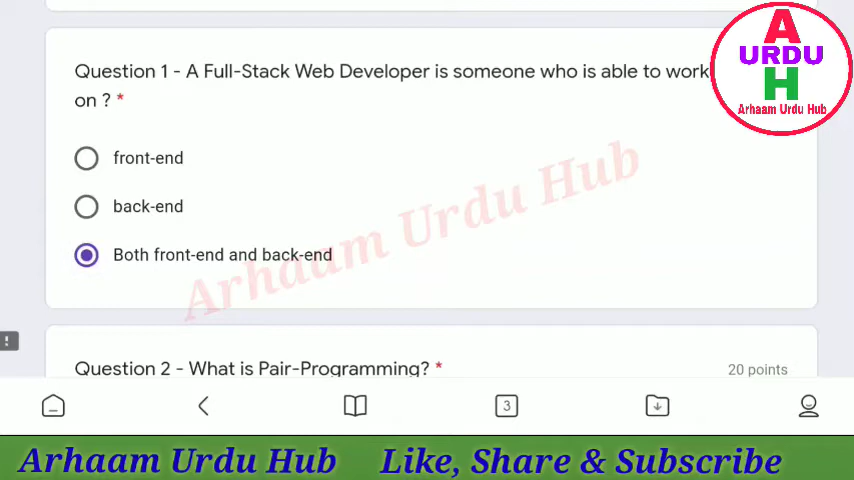 A
URDU
H
Arhaam Urdu Hub
Question 1 - A Full-Stack Web Developer is someone who is able to work
on ? *
front-end
back-end
Both front-end and back-end
Arhaam Urdu Hub
!
Question 2 - What is Pair-Programming? *
20 points
3
Arhaam Urdu Hub Like, Share & Subscribe